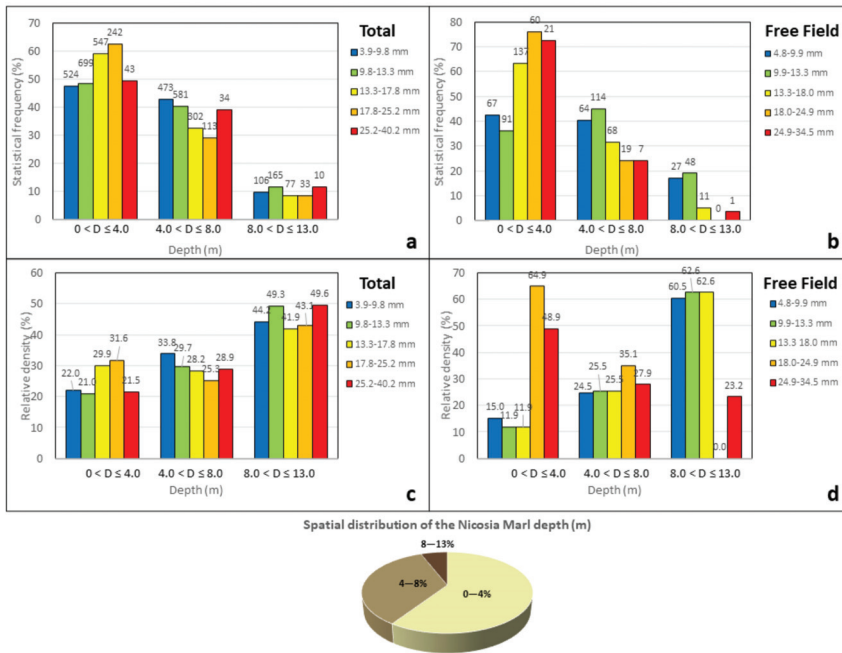 Total
Statistical frequency (%)
70
60
50
40
30
20
10
0
524 699 547 242 43
473 581 302 113 34
106 165 77 33 10
0 < D ≤ 4.0 4.0 < D ≤ 8.0 8.0 < D ≤ 13.0
Depth (m)
3.9-9.8 mm
9.8-13.3 mm
13.3-17.8 mm
17.8-25.2 mm
25.2-40.2 mm
a
Free Field
Statistical frequency (%)
80
70
60
50
40
30
20
10
0
67 91 137 60 21
64 114 68 19 7
27 48 11 0 1
0 < D ≤ 4.0 4.0 < D ≤ 8.0 8.0 < D ≤ 13.0
Depth (m)
4.8-9.9 mm
9.9-13.3 mm
13.3-18.0 mm
18.0-24.9 mm
24.9-34.5 mm
b
Total
Relative density (%)
60
50
40
30
20
10
0
22.0 21.0 29.9 31.6 21.5
33.8 29.7 28.2 25.3 28.9
49.3 41.9 43.1 49.6
0 < D ≤ 4.0 4.0 < D ≤ 8.0 8.0 < D ≤ 13.0
Depth (m)
3.9-9.8 mm
9.8-13.3 mm
13.3-17.8 mm
17.8-25.2 mm
25.2-40.2 mm
c
Free Field
Relative density (%)
70
60
50
40
30
20
10
0
15.0 11.9 11.9 64.9 48.9
24.5 25.5 25.5 35.1 27.9
60.5 62.6 62.6 0.0 23.2
0 < D ≤ 4.0 4.0 < D ≤ 8.0 8.0 < D ≤ 13.0
Depth (m)
4.8-9.9 mm
9.9-13.3 mm
13.3 18.0 mm
18.0-24.9 mm
24.9-34.5 mm
d
Spatial distribution of the Nicosia Marl depth (m)
8—13%
4—8%
0—4%